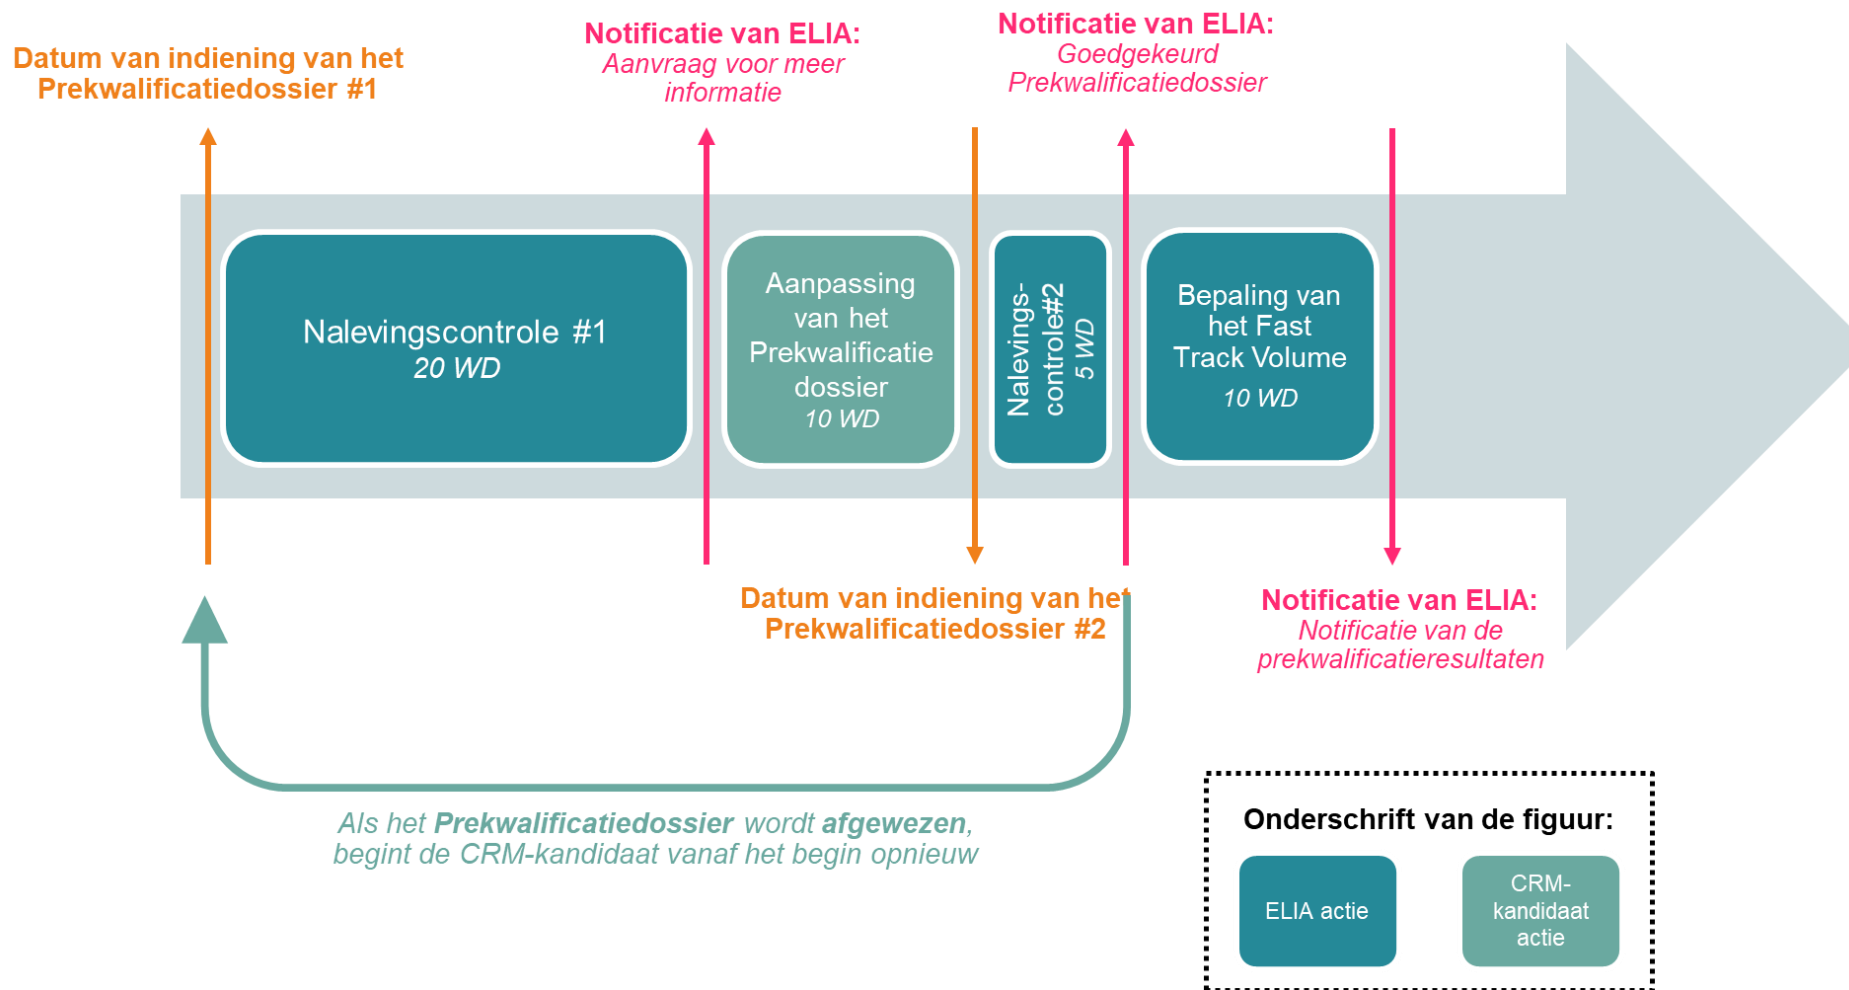 Datum van indiening van het
Prekwalificatiedossier #1
Notificatie van ELIA:
Aanvraag voor meer
informatie
Notificatie van ELIA:
Goedgekeurd
Prekwalificatiedossier
Nalevingscontrole #1
20 WD
Aanpassing
van het
Prekwalificatie
dossier
10 WD
Nalevings-
controle#2
5 WD
Bepaling van
het Fast
Track Volume
10 WD
Datum van indiening van het
Prekwalificatiedossier #2
Notificatie van ELIA:
Notificatie van de
prekwalificatieresultaten
Als het Prekwalificatiedossier wordt afgewezen,
begint de CRM-kandidaat vanaf het begin opnieuw
Onderschrift van de figuur:
ELIA actie
CRM-
kandidaat
actie